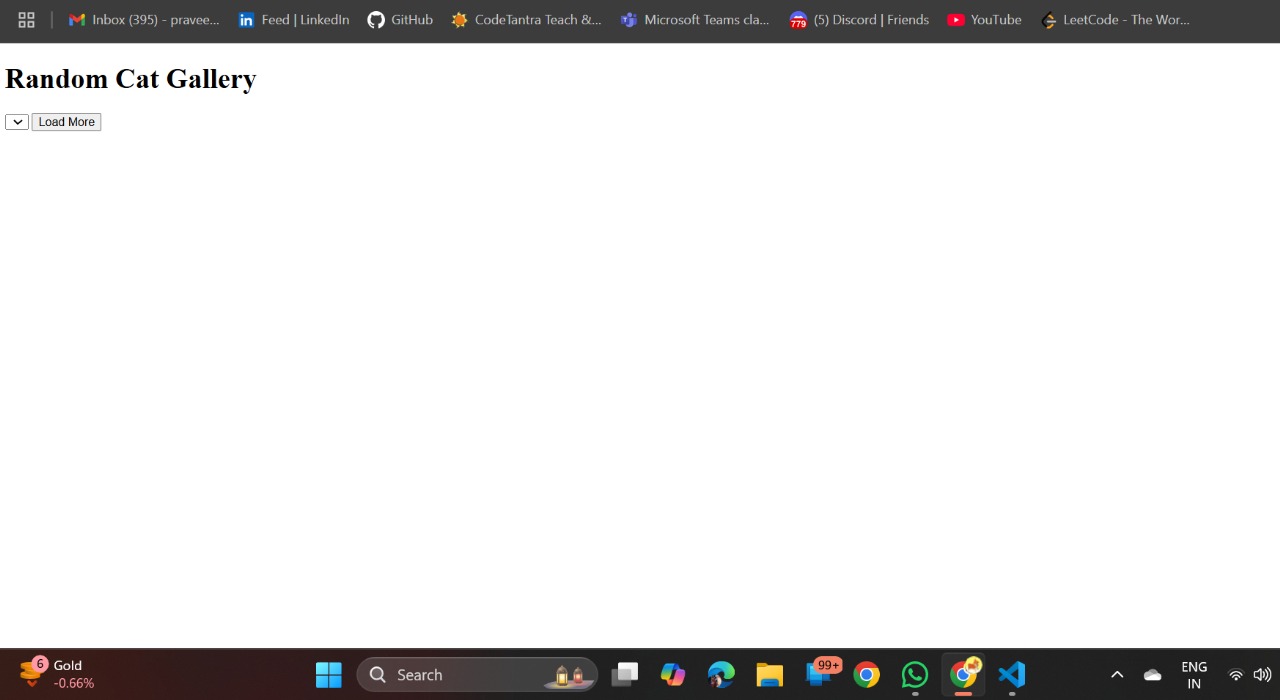 Inbox (395) - pravee...
Feed | LinkedIn
GitHub
CodeTantra Teach &...
Microsoft Teams cla...
779
(5) Discord | Friends
YouTube
LeetCode - The Wor...
Random Cat Gallery
Load More
6
Gold
-0.66%
Search
99+
ENG
IN